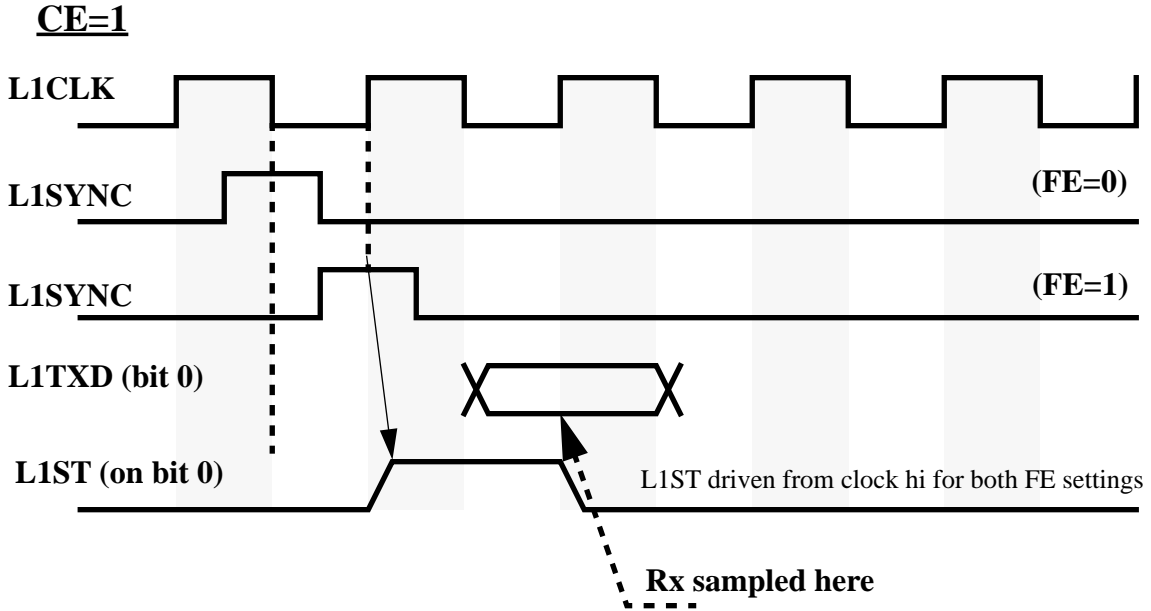 CE=1
L1CLK
L1SYNC
(FE=0)
L1SYNC
(FE=1)
L1TXD (bit 0)
L1ST (on bit 0)
L1ST driven from clock hi for both FE settings
Rx sampled here